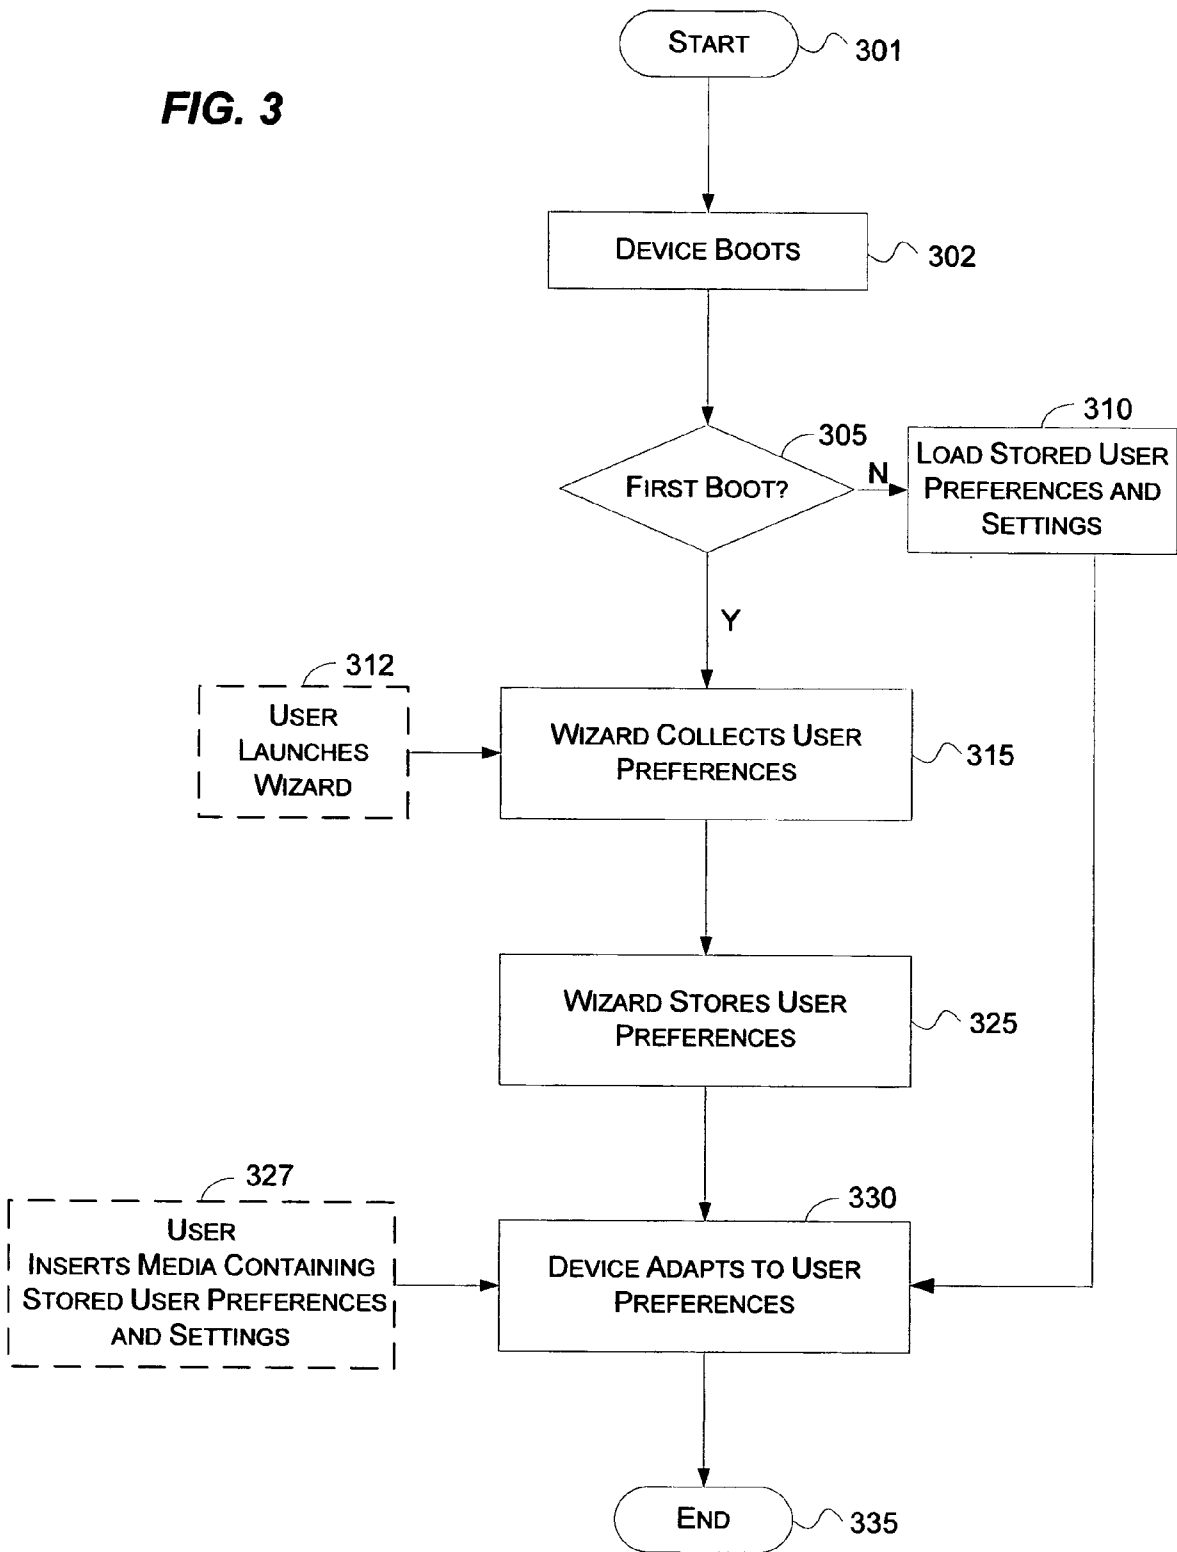 START
301
FIG. 3
DEVICE BOOTS
302
305
310
FIRST BOOT?
N
LOAD STORED USER
PREFERENCES AND
SETTINGS
Y
312
USER
LAUNCHES
WIZARD
WIZARD COLLECTS USER
PREFERENCES
315
WIZARD STORES USER
PREFERENCES
325
327
USER
INSERTS MEDIA CONTAINING
STORED USER PREFERENCES
AND SETTINGS
330
DEVICE ADAPTS TO USER
PREFERENCES
END
335